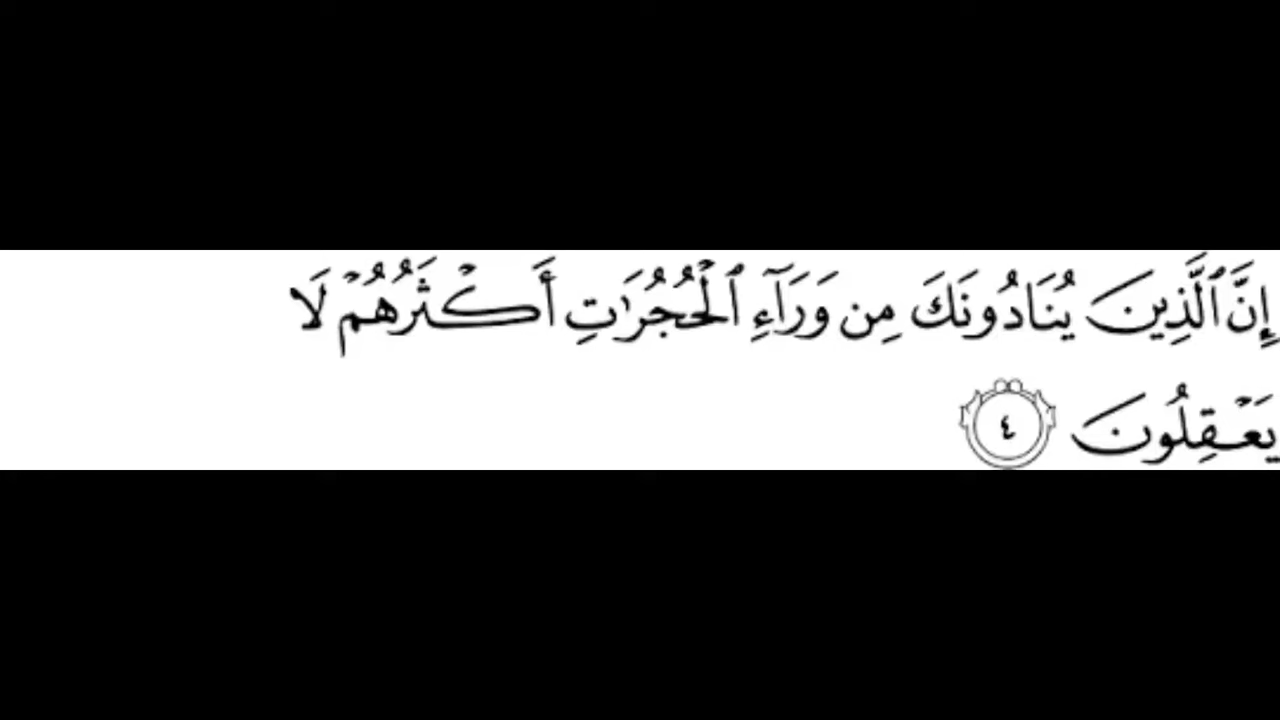 إِنَّ ٱلَّذِينَ يُنَادُونَكَ مِن وَرَآءِ ٱلْحُجُرَٰتِ أَكْثَرُهُمْ لَا
يَعْقِلُونَ ٤